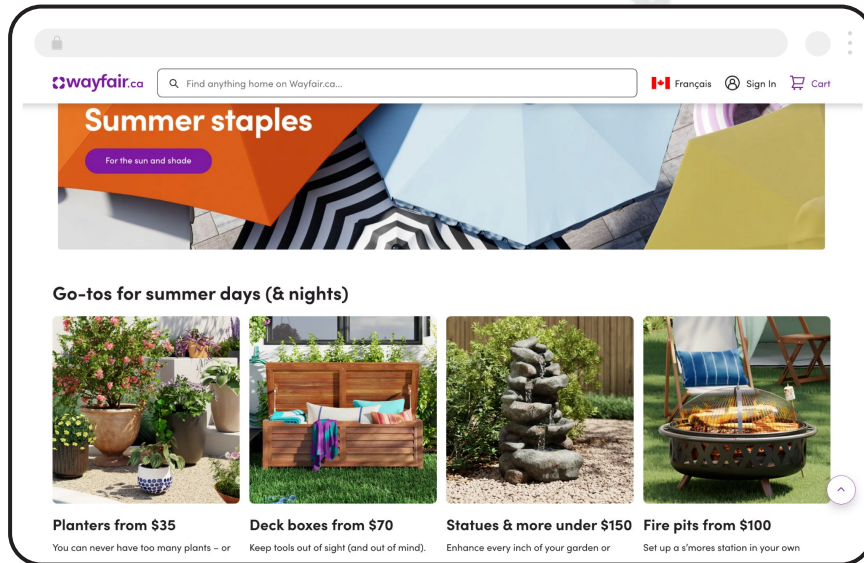 wayfair.ca
Find anything home on Wayfair.ca...
Français
Sign In
Cart
Summer staples
For the sun and shade
Go-tos for summer days (& nights)
Planters from $35
You can never have too many plants – or
Deck boxes from $70
Keep tools out of sight (and out of mind).
Statues & more under $150
Enhance every inch of your garden or
Fire pits from $100
Set up a s'mores station in your own